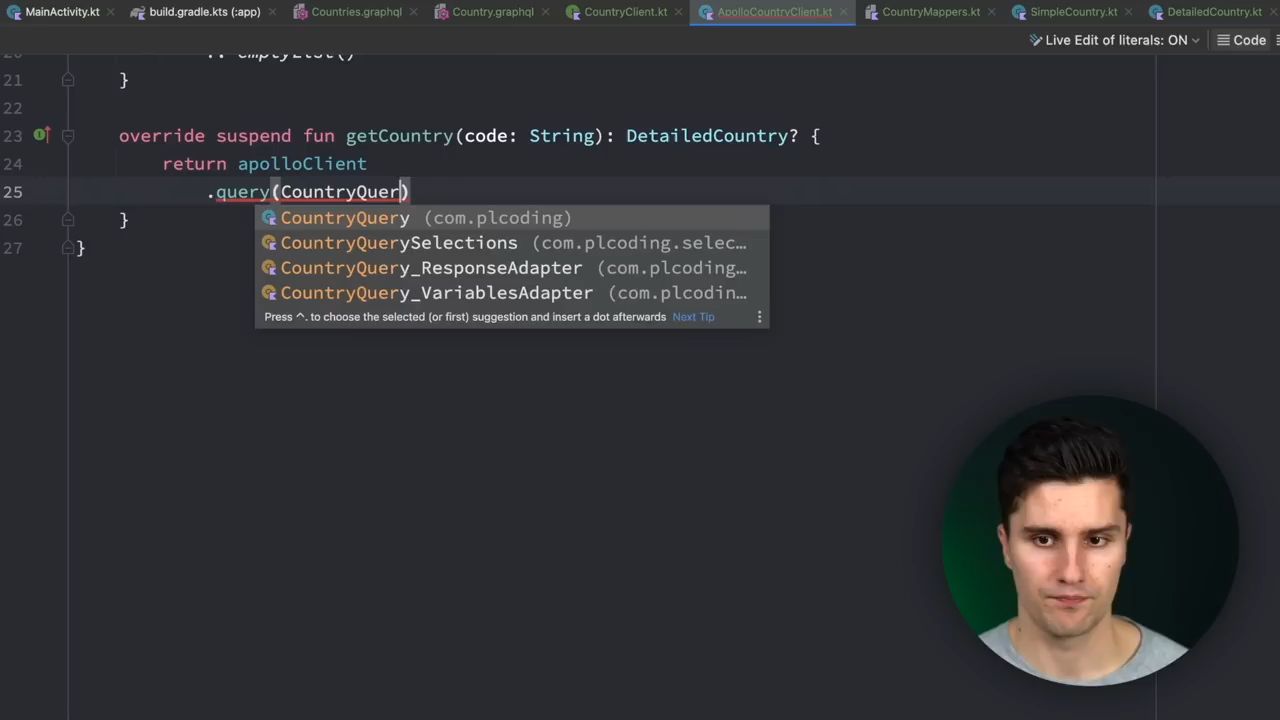 MainActivity.kt build.gradle.kts (:app) Countries.graphql Country.graphql CountryClient.kt ApolloCountryClient.kt CountryMappers.kt SimpleCountry.kt DetailedCountry.kt
Live Edit of literals: ON Code
20 ?: emptyList()
21 }
22
23 override suspend fun getCountry(code: String): DetailedCountry? {
24 return apolloClient
25 .query(CountryQuer)
CountryQuery (com.plcoding)
CountryQuerySelections (com.plcoding.selec…
CountryQuery_ResponseAdapter (com.plcoding…
CountryQuery_VariablesAdapter (com.plcodin…
Press ^. to choose the selected (or first) suggestion and insert a dot afterwards Next Tip
26 }
27 }